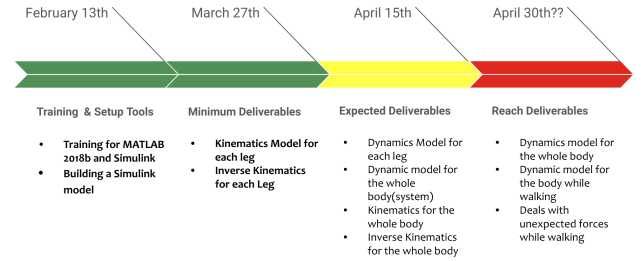 February 13th
March 27th
April 15th
April 30th??
Training & Setup Tools
• Training for MATLAB
2018b and Simulink
• Building a Simulink
model
Minimum Deliverables
• Kinematics Model for
each leg
• Inverse Kinematics
for each Leg
Expected Deliverables
• Dynamics Model for
each leg
• Dynamic model for
the whole
body(system)
• Kinematics for the
whole body
• Inverse Kinematics
for the whole body
Reach Deliverables
• Dynamics model for
the whole body
• Dynamic model for
the body while
walking
• Deals with
unexpected forces
while walking